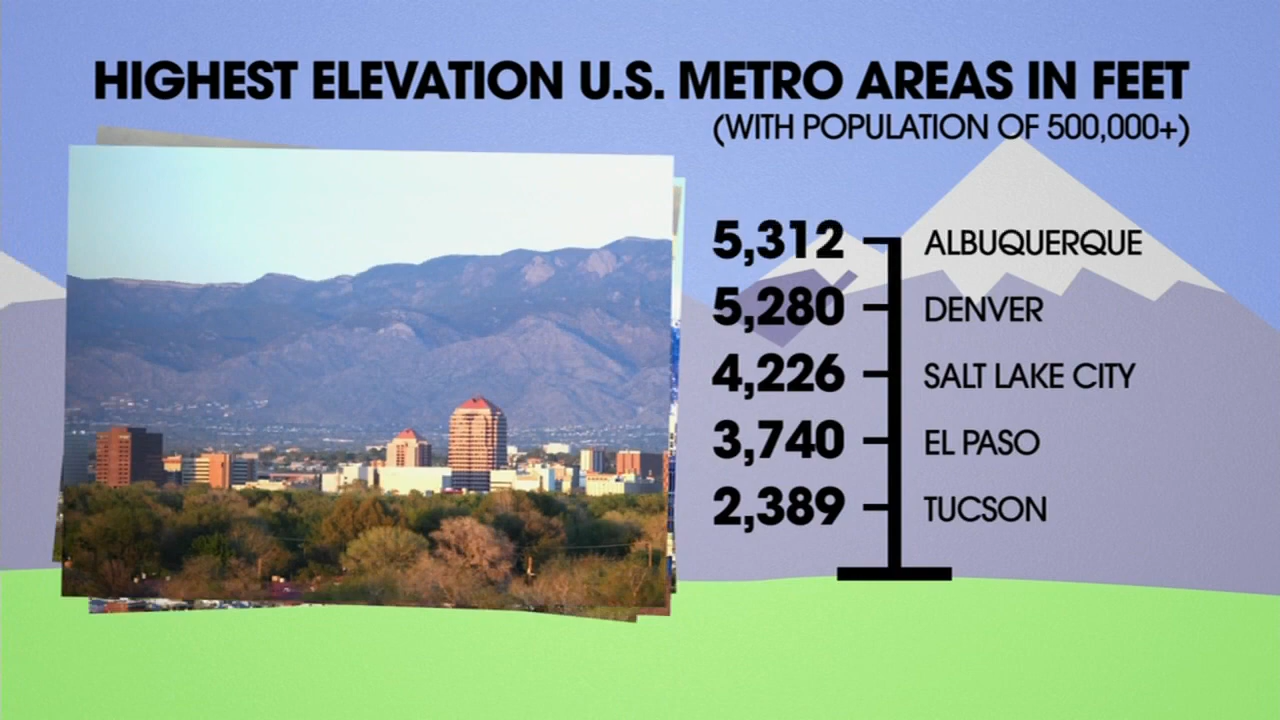 HIGHEST ELEVATION U.S. METRO AREAS IN FEET
(WITH POPULATION OF 500,000+)
5,312 ALBUQUERQUE
5,280 DENVER
4,226 SALT LAKE CITY
3,740 EL PASO
2,389 TUCSON